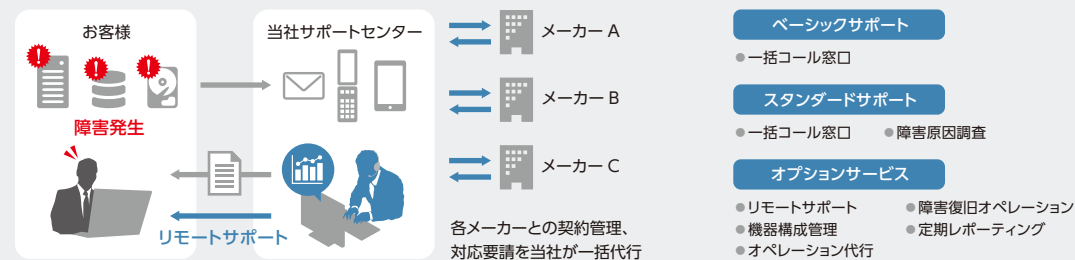 お客様
障害発生
当社サポートセンター
リモートサポート
メーカー A
メーカー B
メーカー C
各メーカーとの契約管理、
対応要請を当社が一括代行
ベーシックサポート
●一括コール窓口
スタンダードサポート
●一括コール窓口 ●障害原因調査
オプションサービス
●リモートサポート ●障害復旧オペレーション
●機器構成管理 ●定期レポーティング
●オペレーション代行